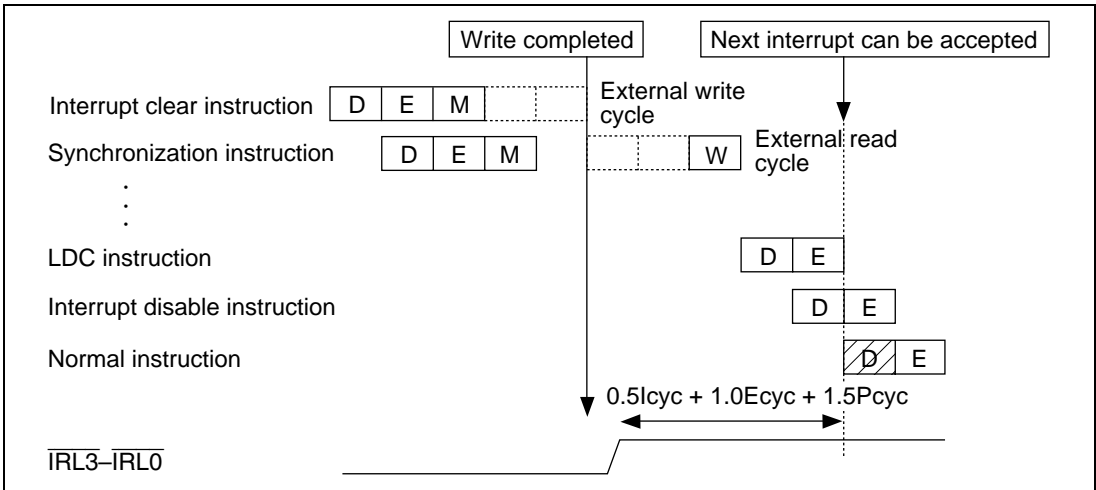 Write completed
Next interrupt can be accepted
Interrupt clear instruction
D E M
External write
cycle
Synchronization instruction
D E M
W
External read
cycle
LDC instruction
D E
Interrupt disable instruction
D E
Normal instruction
D E
0.5Icyc + 1.0Ecyc + 1.5Pcyc
IRL3–IRL0